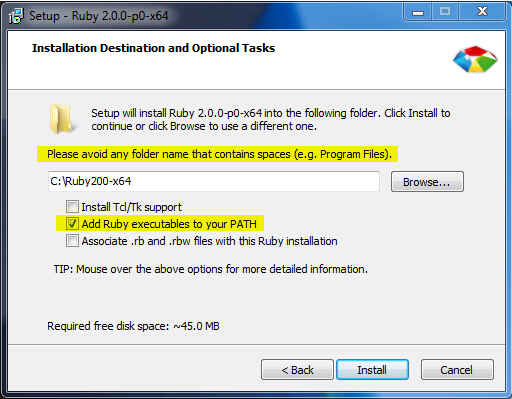 Setup - Ruby 2.0.0-p0-x64
Installation Destination and Optional Tasks
Setup will install Ruby 2.0.0-p0-x64 into the following folder. Click Install to
continue or click Browse to use a different one.
Please avoid any folder name that contains spaces (e.g. Program Files).
C:\Ruby200-x64
Browse...
Install Tcl/Tk support
Add Ruby executables to your PATH
Associate .rb and .rbw files with this Ruby installation
TIP: Mouse over the above options for more detailed information.
Required free disk space: ~45.0 MB
< Back
Install
Cancel